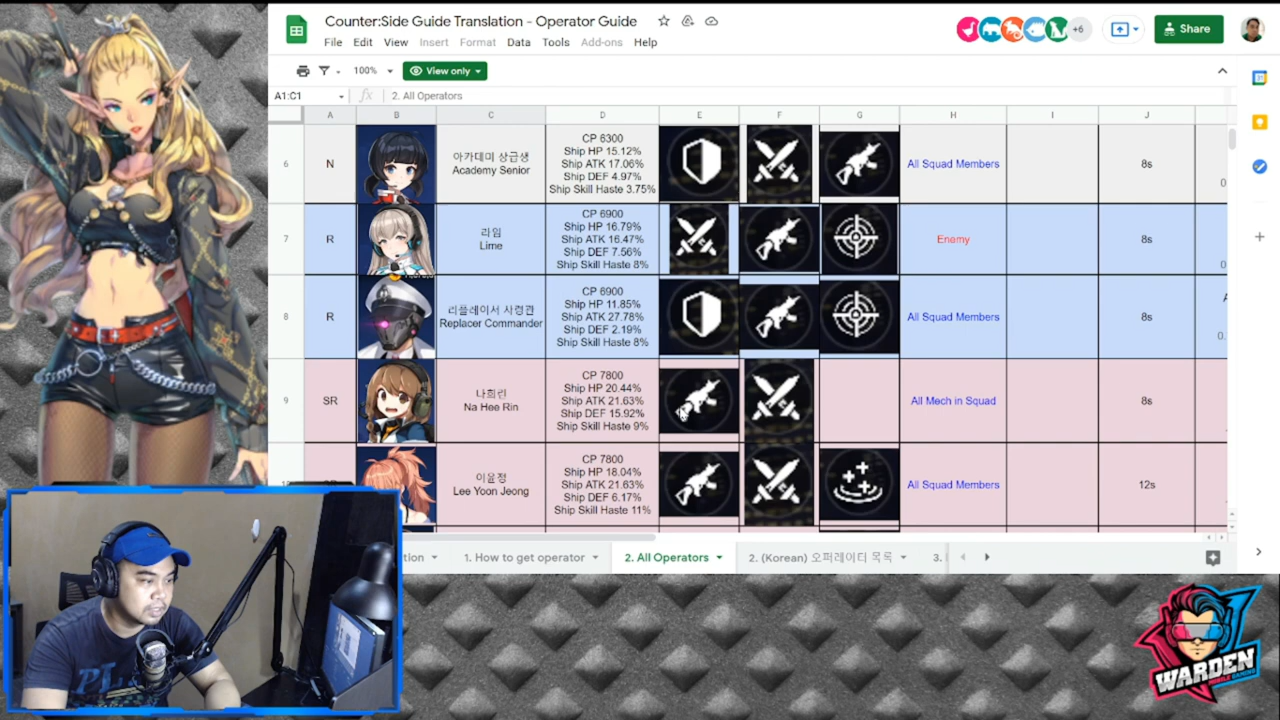 Counter:Side Guide Translation - Operator Guide
File Edit View Insert Format Data Tools Add-ons Help
+6
Share
100%
View only
A1:C1
fx
2. All Operators
A B C D E F G H I J
6 N 아카데미 상급생
Academy Senior
CP 6300
Ship HP 15.12%
Ship ATK 17.06%
Ship DEF 4.97%
Ship Skill Haste 3.75%
All Squad Members
8s
0
7 R 라임
Lime
CP 6900
Ship HP 16.79%
Ship ATK 16.47%
Ship DEF 7.56%
Ship Skill Haste 8%
Enemy
8s
0
8 R 리플레이서 사령관
Replacer Commander
CP 6900
Ship HP 11.85%
Ship ATK 27.78%
Ship DEF 2.19%
Ship Skill Haste 8%
All Squad Members
8s
0.
9 SR 나희린
Na Hee Rin
CP 7800
Ship HP 20.44%
Ship ATK 21.63%
Ship DEF 15.92%
Ship Skill Haste 9%
All Mech in Squad
8s
이윤정
Lee Yoon Jeong
CP 7800
Ship HP 18.04%
Ship ATK 21.63%
Ship DEF 6.17%
Ship Skill Haste 11%
All Squad Members
12s
tion
1. How to get operator
2. All Operators
2. (Korean) 오퍼레이터 목록
3.
WARDEN
MOBILE GAMING